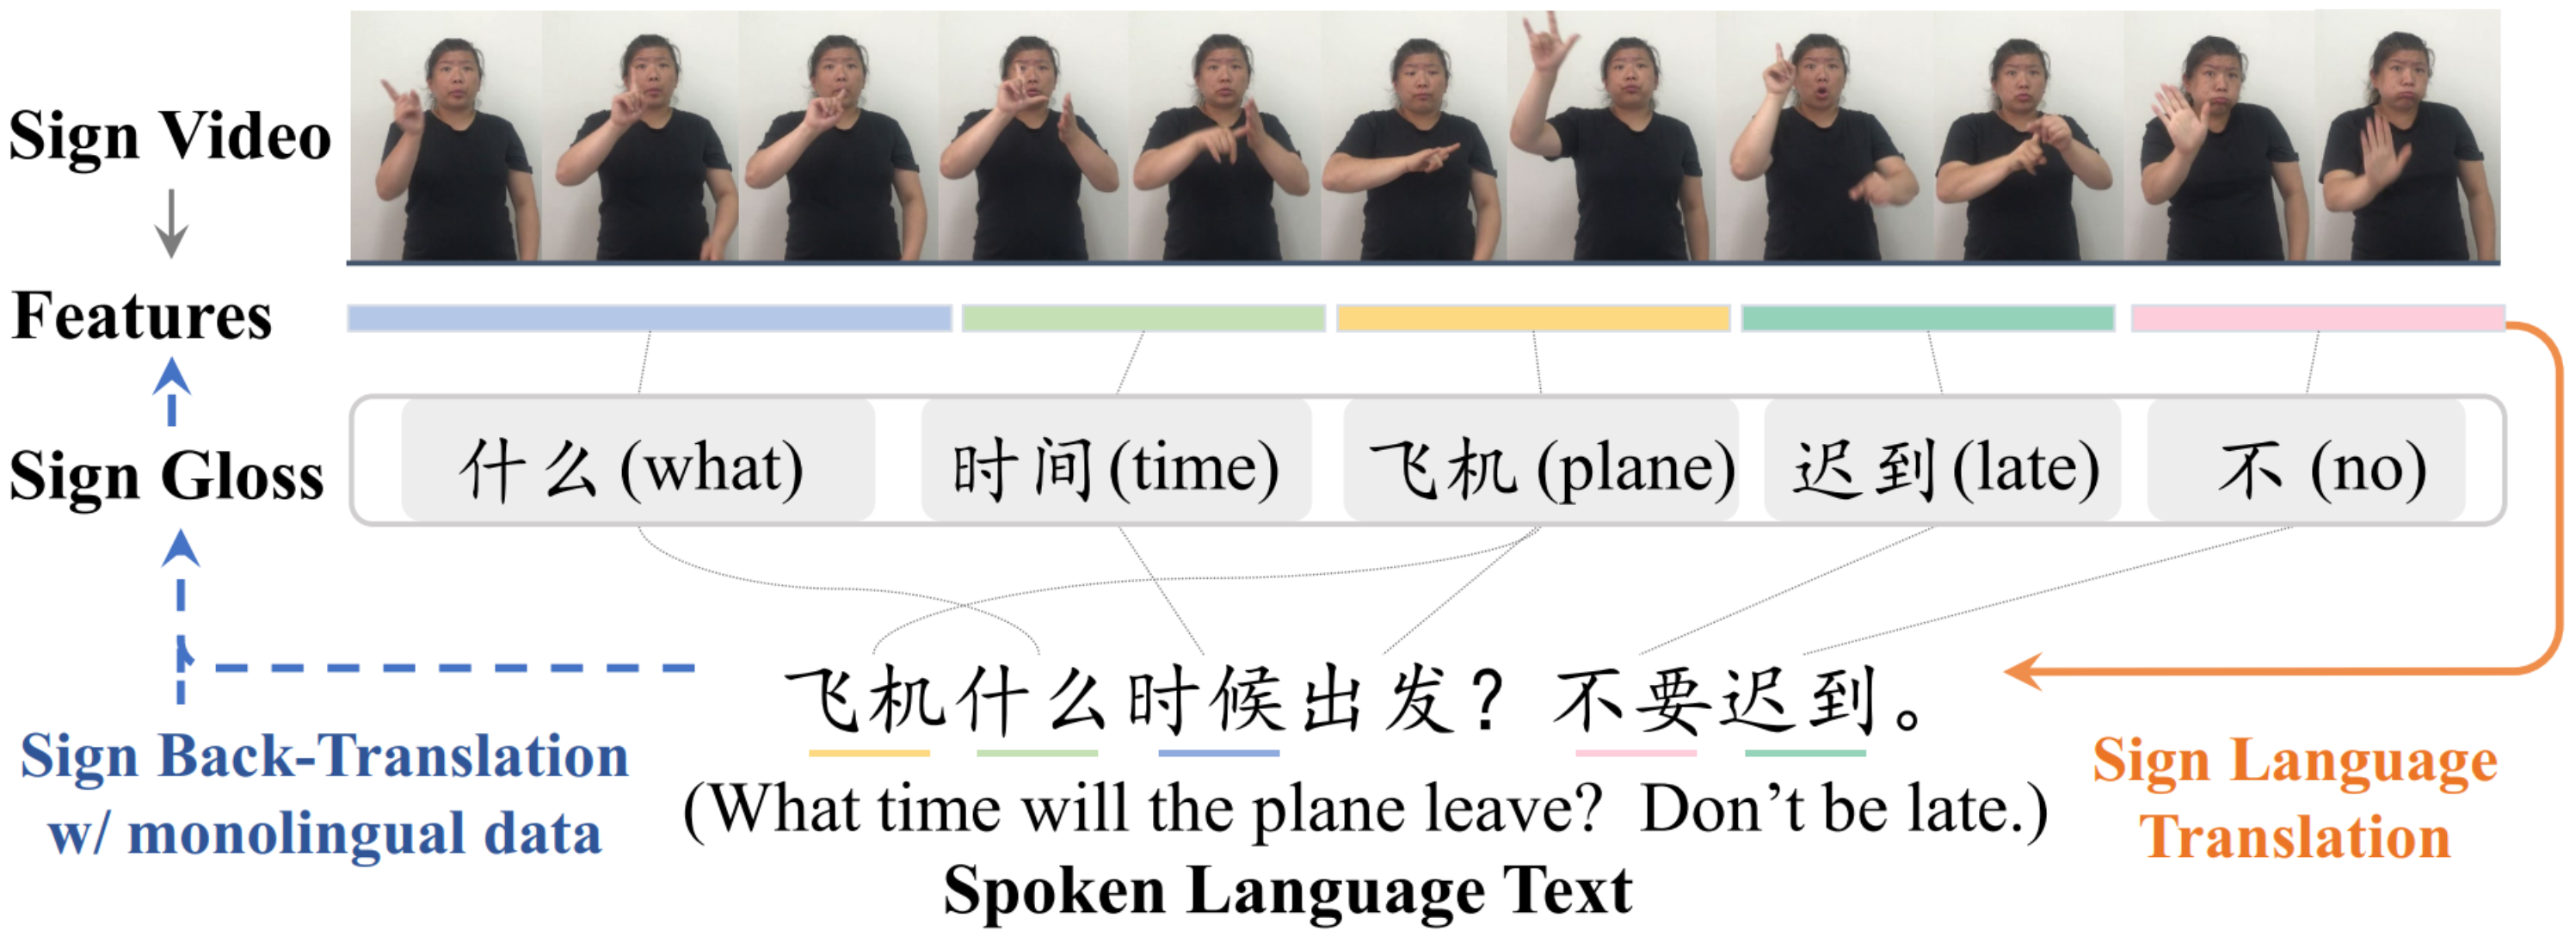 Sign Video
Features
Sign Gloss
什么 (what) 时间 (time) 飞机 (plane) 迟到 (late) 不 (no)
飞机什么时候出发？不要迟到。
(What time will the plane leave? Don't be late.)
Spoken Language Text
Sign Back-Translation
w/ monolingual data
Sign Language
Translation